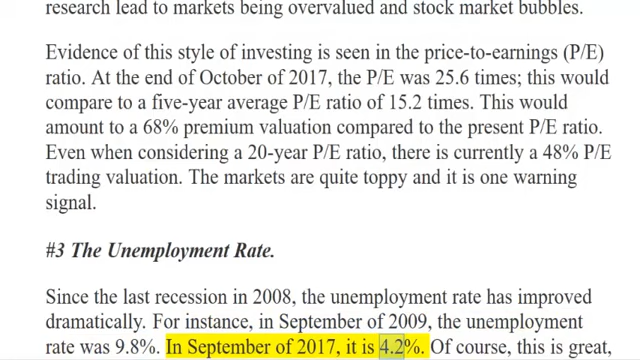 research lead to markets being overvalued and stock market bubbles.
Evidence of this style of investing is seen in the price-to-earnings (P/E)
ratio. At the end of October of 2017, the P/E was 25.6 times; this would
compare to a five-year average P/E ratio of 15.2 times. This would
amount to a 68% premium valuation compared to the present P/E ratio.
Even when considering a 20-year P/E ratio, there is currently a 48% P/E
trading valuation. The markets are quite toppy and it is one warning
signal.
#3 The Unemployment Rate.
Since the last recession in 2008, the unemployment rate has improved
dramatically. For instance, in September of 2009, the unemployment
rate was 9.8%. In September of 2017, it is 4.2%. Of course, this is great,